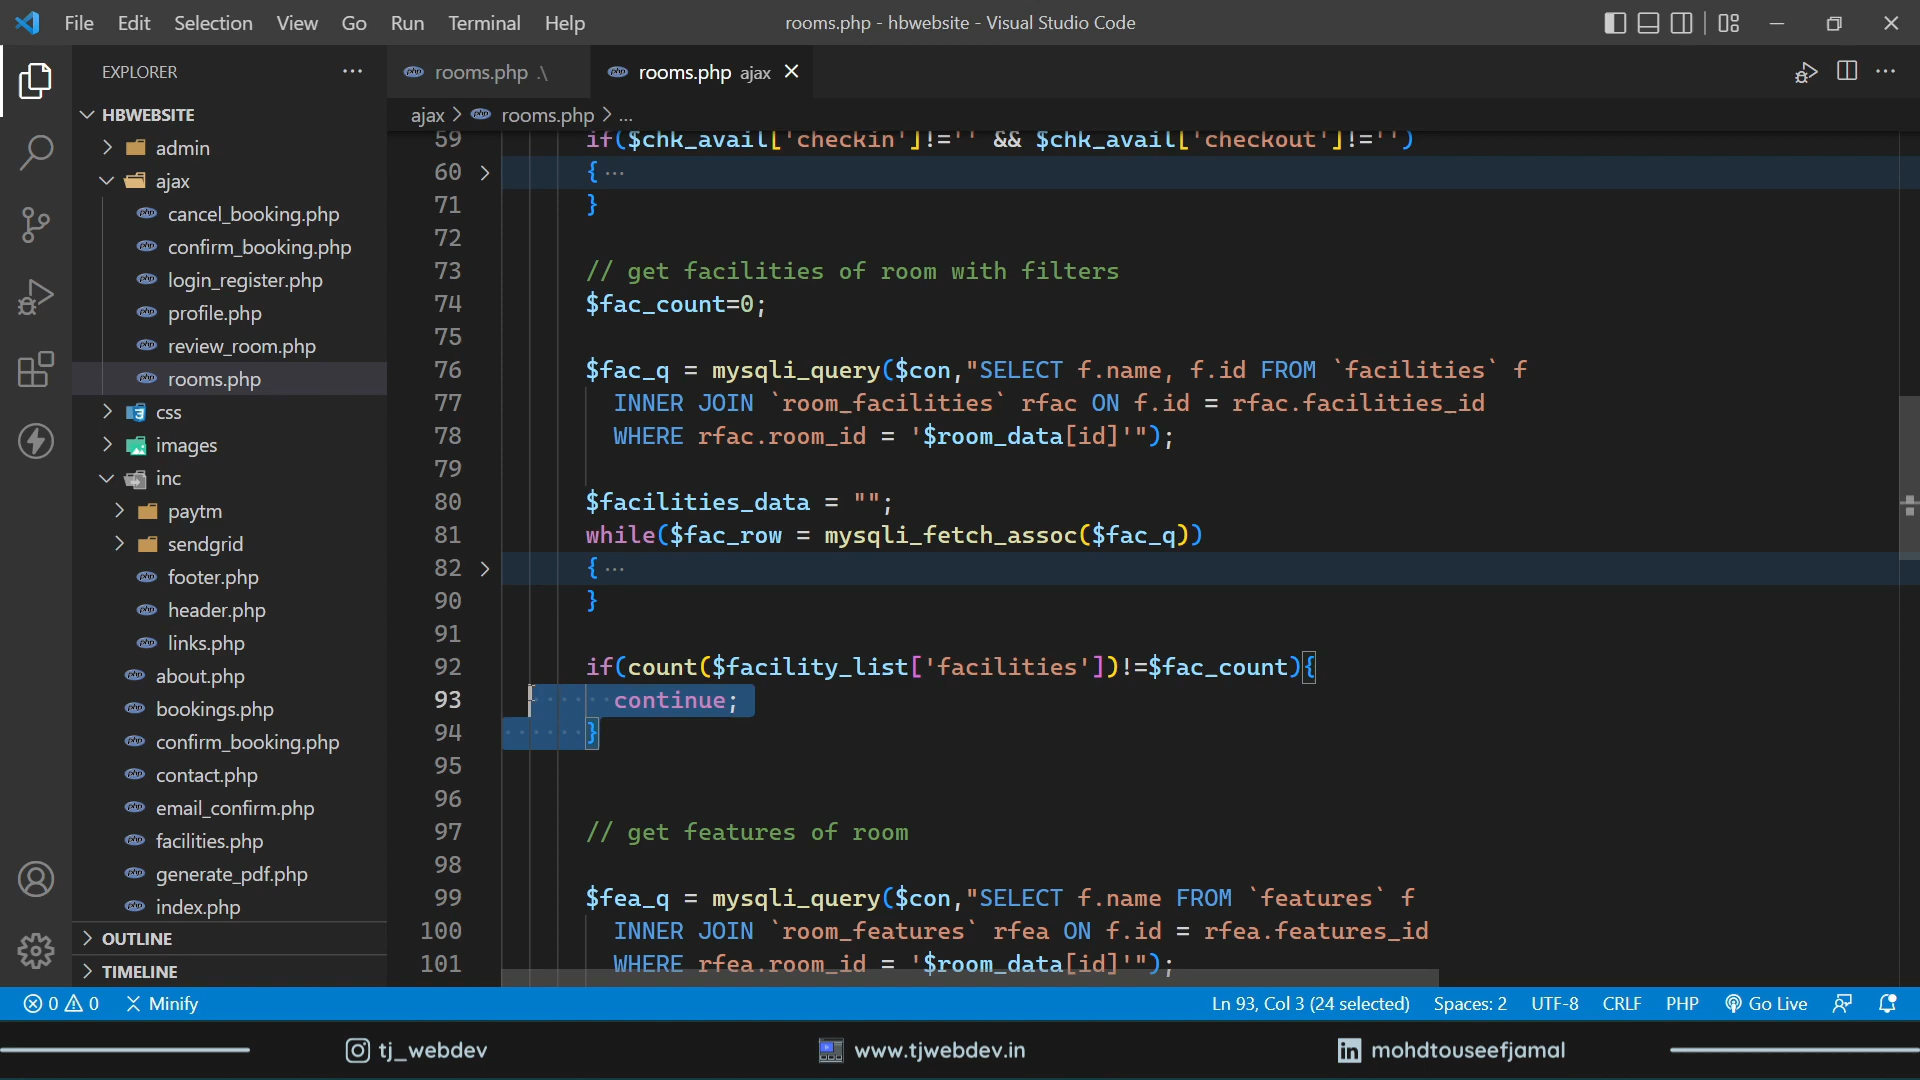 File Edit Selection View Go Run Terminal Help
rooms.php - hbwebsite - Visual Studio Code
EXPLORER
HBWEBSITE
admin
ajax
cancel_booking.php
confirm_booking.php
login_register.php
profile.php
review_room.php
rooms.php
css
images
inc
paytm
sendgrid
footer.php
header.php
links.php
about.php
bookings.php
confirm_booking.php
contact.php
email_confirm.php
facilities.php
generate_pdf.php
index.php
OUTLINE
TIMELINE
rooms.php .\
rooms.php ajax
ajax > rooms.php > ...
59 if($chk_avail['checkin']!='' && $chk_avail['checkout']!='')
60 { ...
71 }
72
73 // get facilities of room with filters
74 $fac_count=0;
75
76 $fac_q = mysqli_query($con,"SELECT f.name, f.id FROM `facilities` f
77 INNER JOIN `room_facilities` rfac ON f.id = rfac.facilities_id
78 WHERE rfac.room_id = '$room_data[id]'");
79
80 $facilities_data = "";
81 while($fac_row = mysqli_fetch_assoc($fac_q))
82 { ...
90 }
91
92 if(count($facility_list['facilities'])!=$fac_count){
93 continue;
94 }
95
96
97 // get features of room
98
99 $fea_q = mysqli_query($con,"SELECT f.name FROM `features` f
100 INNER JOIN `room_features` rfea ON f.id = rfea.features_id
101 WHERE rfea.room_id = '$room_data[id]'");
0 0 Minify
Ln 93, Col 3 (24 selected) Spaces: 2 UTF-8 CRLF PHP Go Live
tj_webdev
www.tjwebdev.in
mohdtouseefjamal